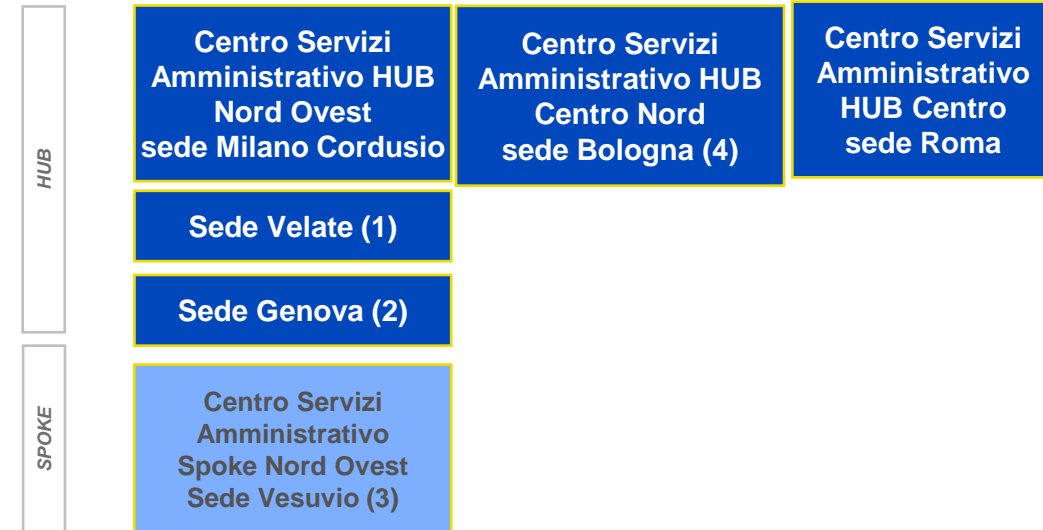 HUB
Centro Servizi
Amministrativo HUB
Nord Ovest
sede Milano Cordusio
Centro Servizi
Amministrativo HUB
Centro Nord
sede Bologna (4)
Centro Servizi
Amministrativo
HUB Centro
sede Roma
Sede Velate (1)
Sede Genova (2)
SPOKE
Centro Servizi
Amministrativo
Spoke Nord Ovest
Sede Vesuvio (3)